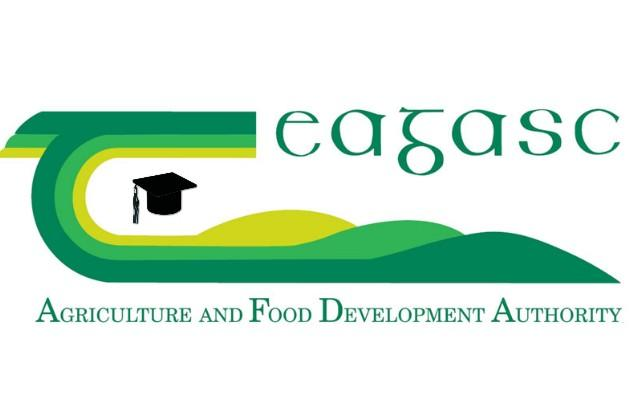 Teagasc
AGRICULTURE AND FOOD DEVELOPMENT AUTHORITY